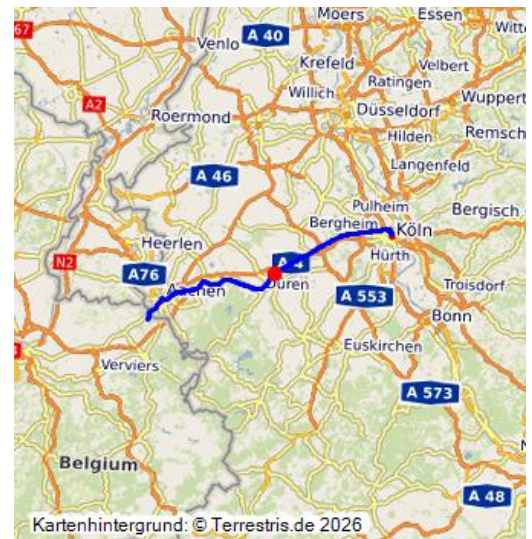 Moers
Essen
A 40
67
Venlo
Witte
Krefeld
Velbert
A2
Willich
Ratingen
Wuppert
Roermond
Düsseldorf
Hilden
Remsch
A 46
Langenfeld
Pulheim
Heerlen
Bergheim
Köln
Bergisch
N2
A76
A 4
Hürth
Aachen
Düren
Troisdorf
A 553
Bonn
Verviers
Euskirchen
A 573
Belgium
A 48
Kartenhintergrund: © Terrestris.de 2026